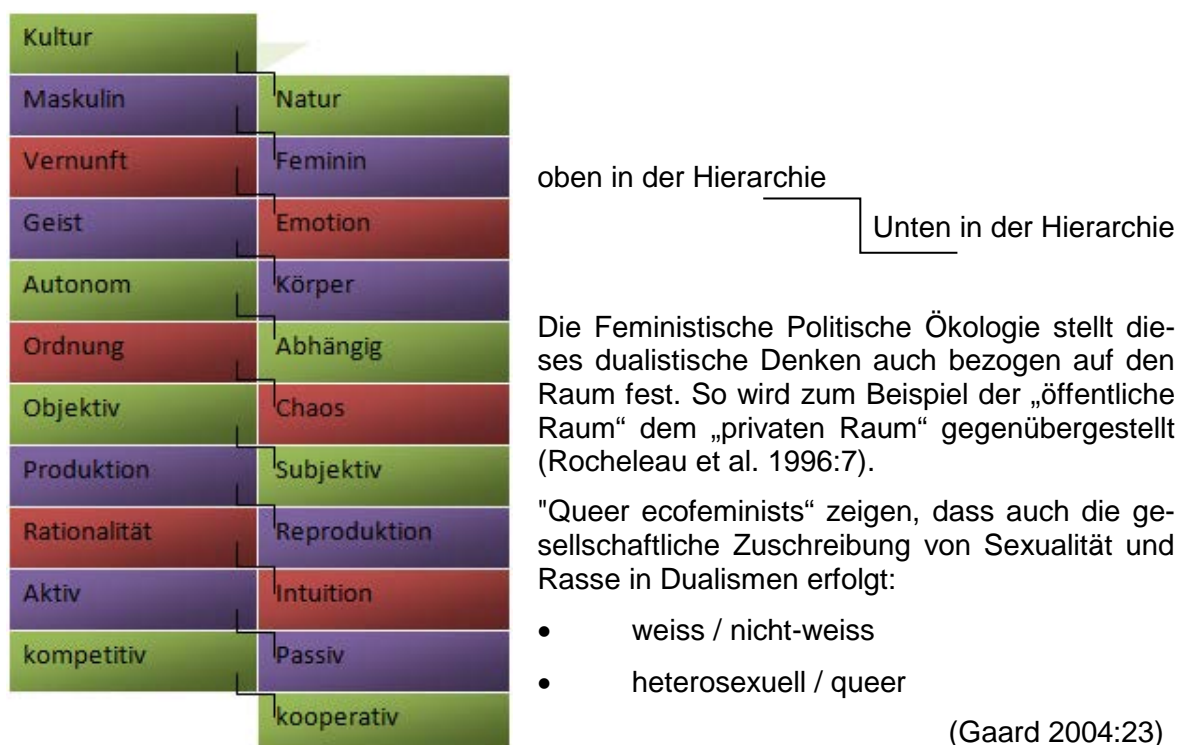 Kultur
Maskulin
Natur
Vernunft
Feminin
Geist
Emotion
Autonom
Körper
Ordnung
Abhängig
Objektiv
Chaos
Produktion
Subjektiv
Rationalität
Reproduktion
Aktiv
Intuition
kompetitiv
Passiv
kooperativ
oben in der Hierarchie
Unten in der Hierarchie
Die Feministische Politische Ökologie stellt die-
ses dualistische Denken auch bezogen auf den
Raum fest. So wird zum Beispiel der „öffentliche
Raum“ dem „privaten Raum“ gegenübergestellt
(Rocheleau et al. 1996:7).
"Queer ecofeminists“ zeigen, dass auch die ge-
sellschaftliche Zuschreibung von Sexualität und
Rasse in Dualismen erfolgt:
• weiss / nicht-weiss
• heterosexuell / queer
(Gaard 2004:23)